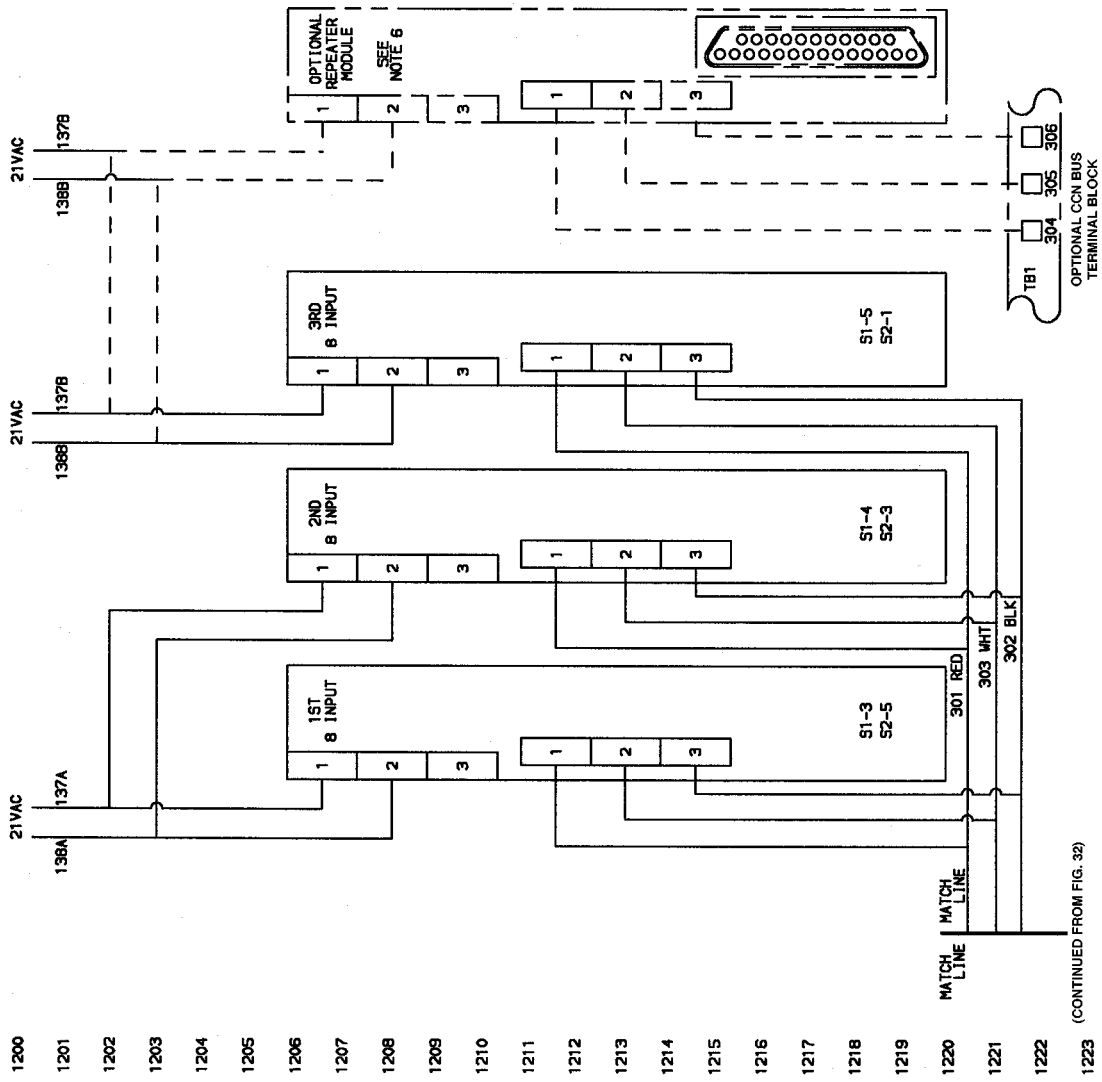 1200
1201
1202
1203
1204
1205
1206
1207
1208
1209
1210
1211
1212
1213
1214
1215
1216
1217
1218
1219
1220
1221
1222
1223
21VAC
138A
137A
1ST
8 INPUT
1
2
3
1
2
3
S1-3
S2-5
2ND
8 INPUT
1
2
3
1
2
3
S1-4
S2-3
21VAC
138B
137B
3RD
8 INPUT
1
2
3
1
2
3
S1-5
S2-1
21VAC
138B
137B
OPTIONAL
REPEATER
MODULE
SEE
NOTE 6
1
2
3
1
2
3
TB1
304
305
306
OPTIONAL CCN BUS
TERMINAL BLOCK
301 RED
303 WHT
302 BLK
MATCH
LINE
MATCH
LINE
(CONTINUED FROM FIG. 32)